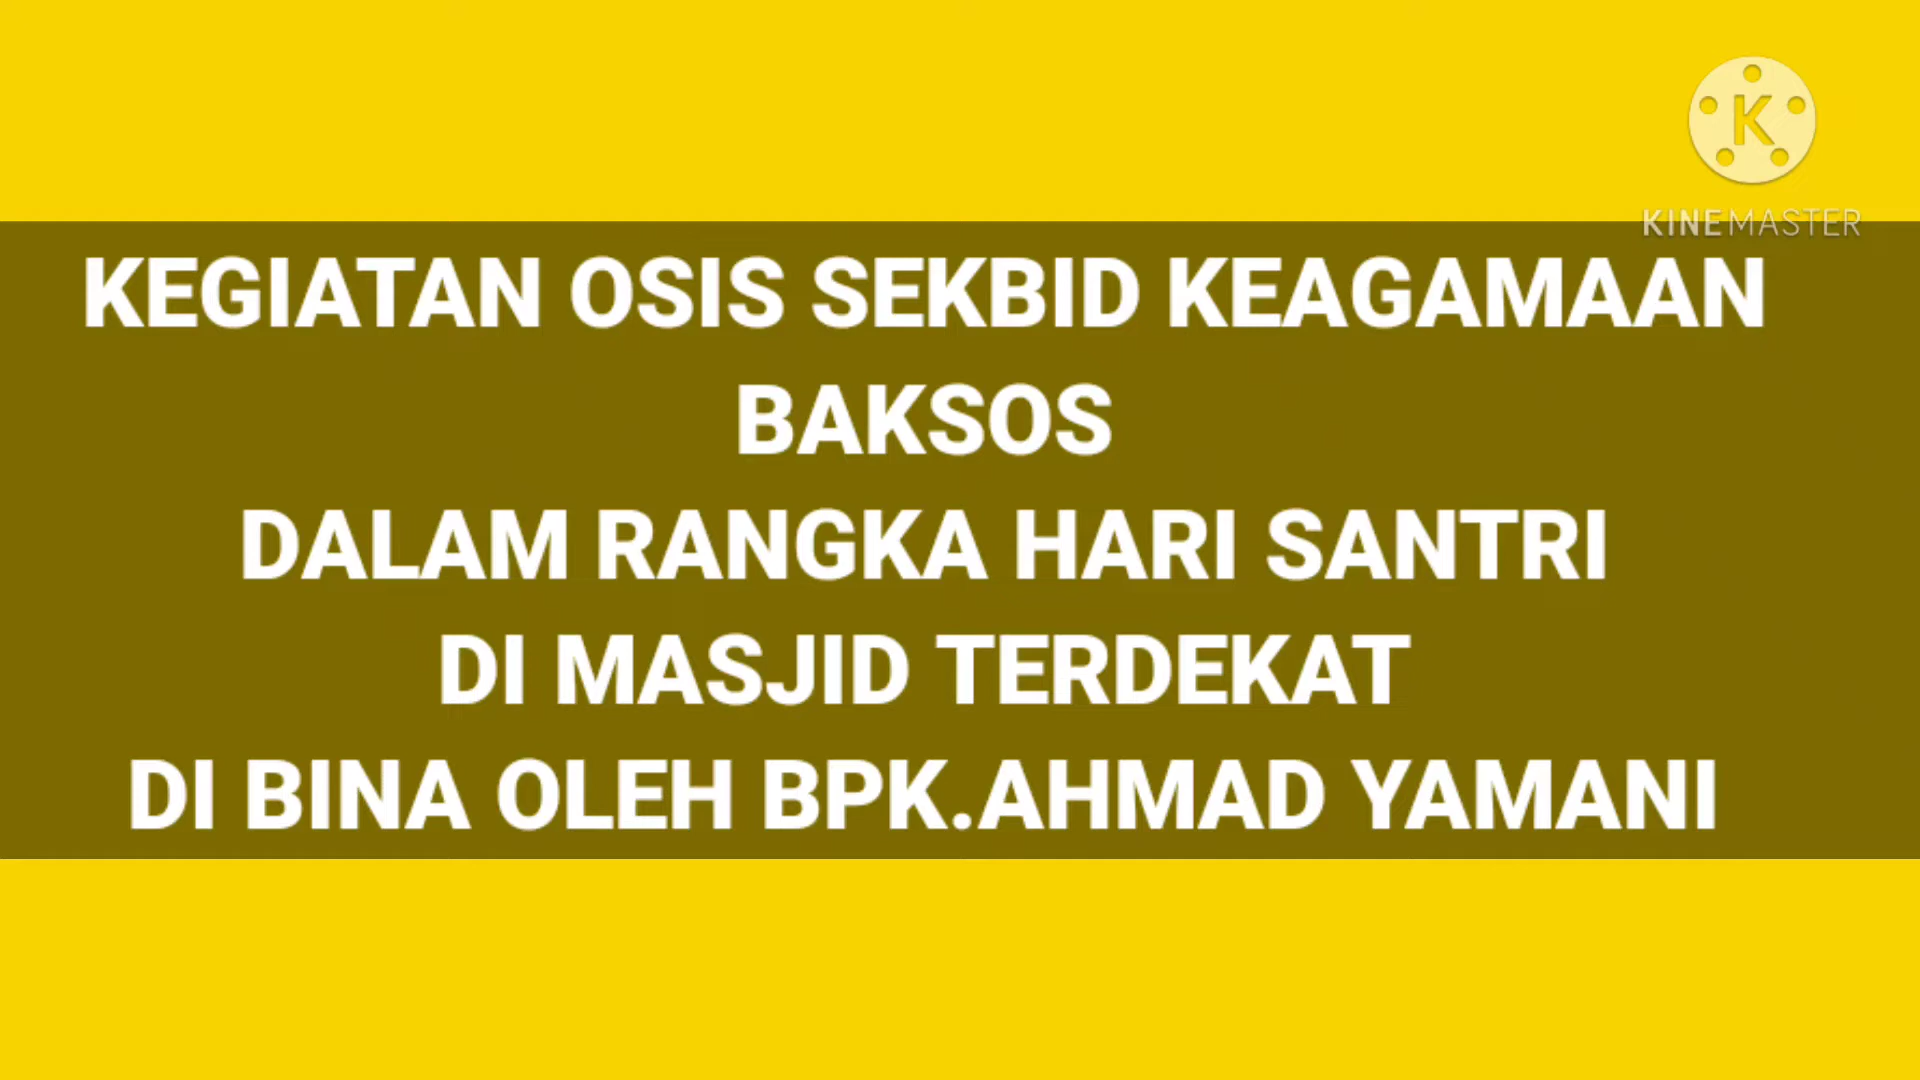 K
KINEMASTER
KEGIATAN OSIS SEKBID KEAGAMAAN
BAKSOS
DALAM RANGKA HARI SANTRI
DI MASJID TERDEKAT
DI BINA OLEH BPK.AHMAD YAMANI